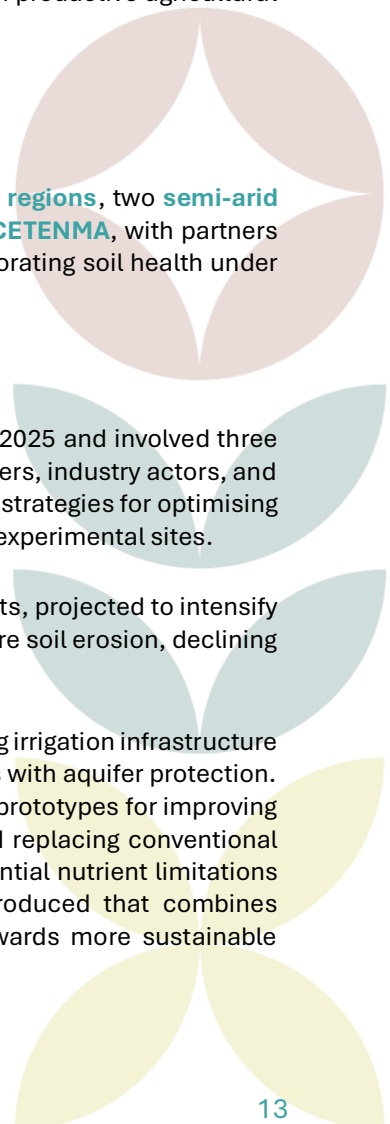 productive agricultural
regions, two semi-arid
CETENMA, with partners
orating soil health under
2025 and involved three
ers, industry actors, and
strategies for optimising
experimental sites.
ts, projected to intensify
re soil erosion, declining
g irrigation infrastructure
with aquifer protection.
prototypes for improving
replacing conventional
ntial nutrient limitations
roduced that combines
wards more sustainable
13